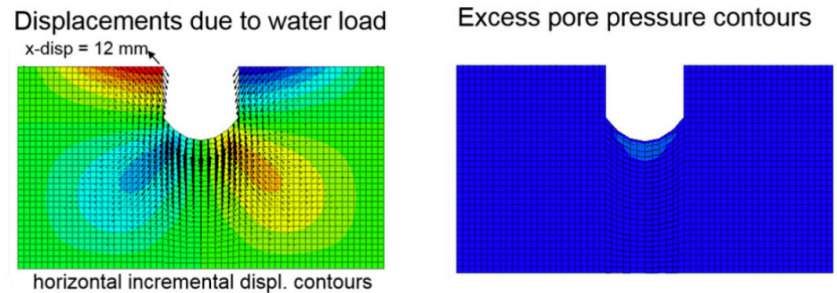 Displacements due to water load
Excess pore pressure contours
x-disp = 12 mm
horizontal incremental displ. contours